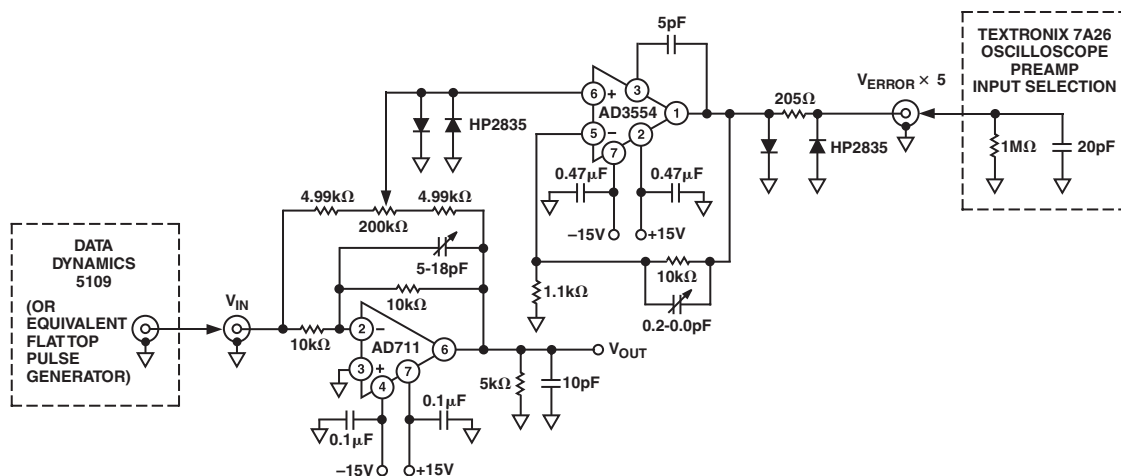 5pF
TEXTRONIX 7A26
OSCILLOSCOPE
PREAMP
INPUT SELECTION
VERROR × 5
205Ω
6
+
3
AD3554
1
5
–
2
7
HP2835
HP2835
1MΩ
20pF
0.47µF
0.47µF
–15V
+15V
4.99kΩ
4.99kΩ
200kΩ
5-18pF
10kΩ
1.1kΩ
10kΩ
0.2-0.0pF
DATA
DYNAMICS
5109
(OR
EQUIVALENT
FLAT TOP
PULSE
GENERATOR)
VIN
10kΩ
2
–
AD711
6
3
+
4
7
VOUT
5kΩ
10pF
0.1µF
0.1µF
–15V
+15V